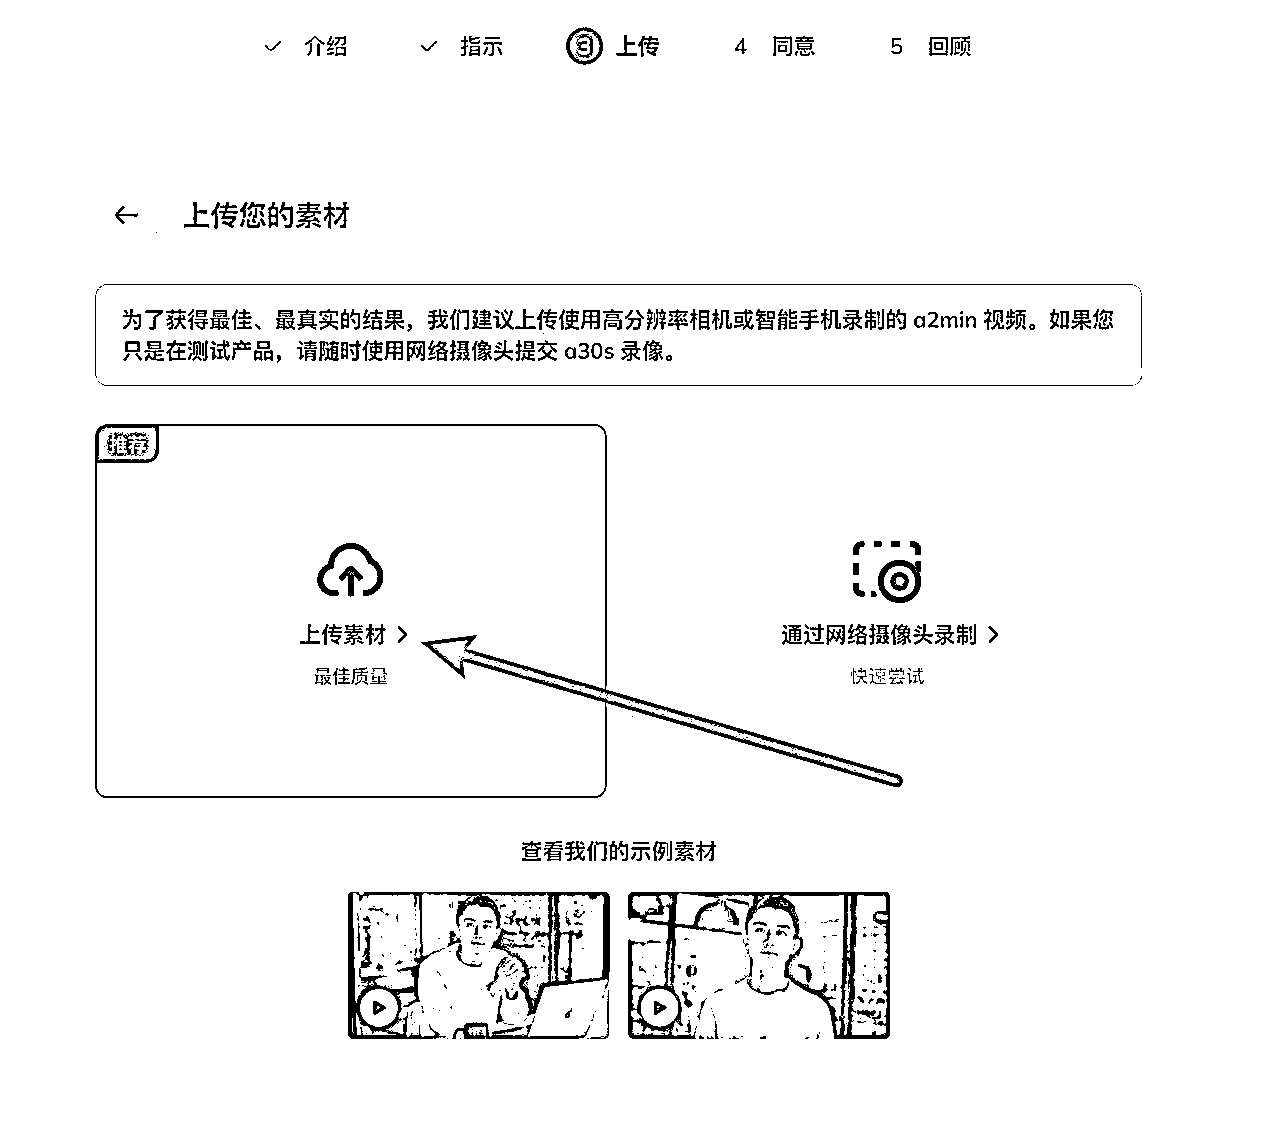 介绍
指示
3 上传
4 同意
5 回顾
上传您的素材
为了获得最佳、最真实的结果，我们建议上传使用高分辨率相机或智能手机录制的 a2min 视频。如果您
只是在测试产品，请随时使用网络摄像头提交 a30s 录像。
推荐
上传素材
最佳质量
通过网络摄像头录制
快速尝试
查看我们的示例素材